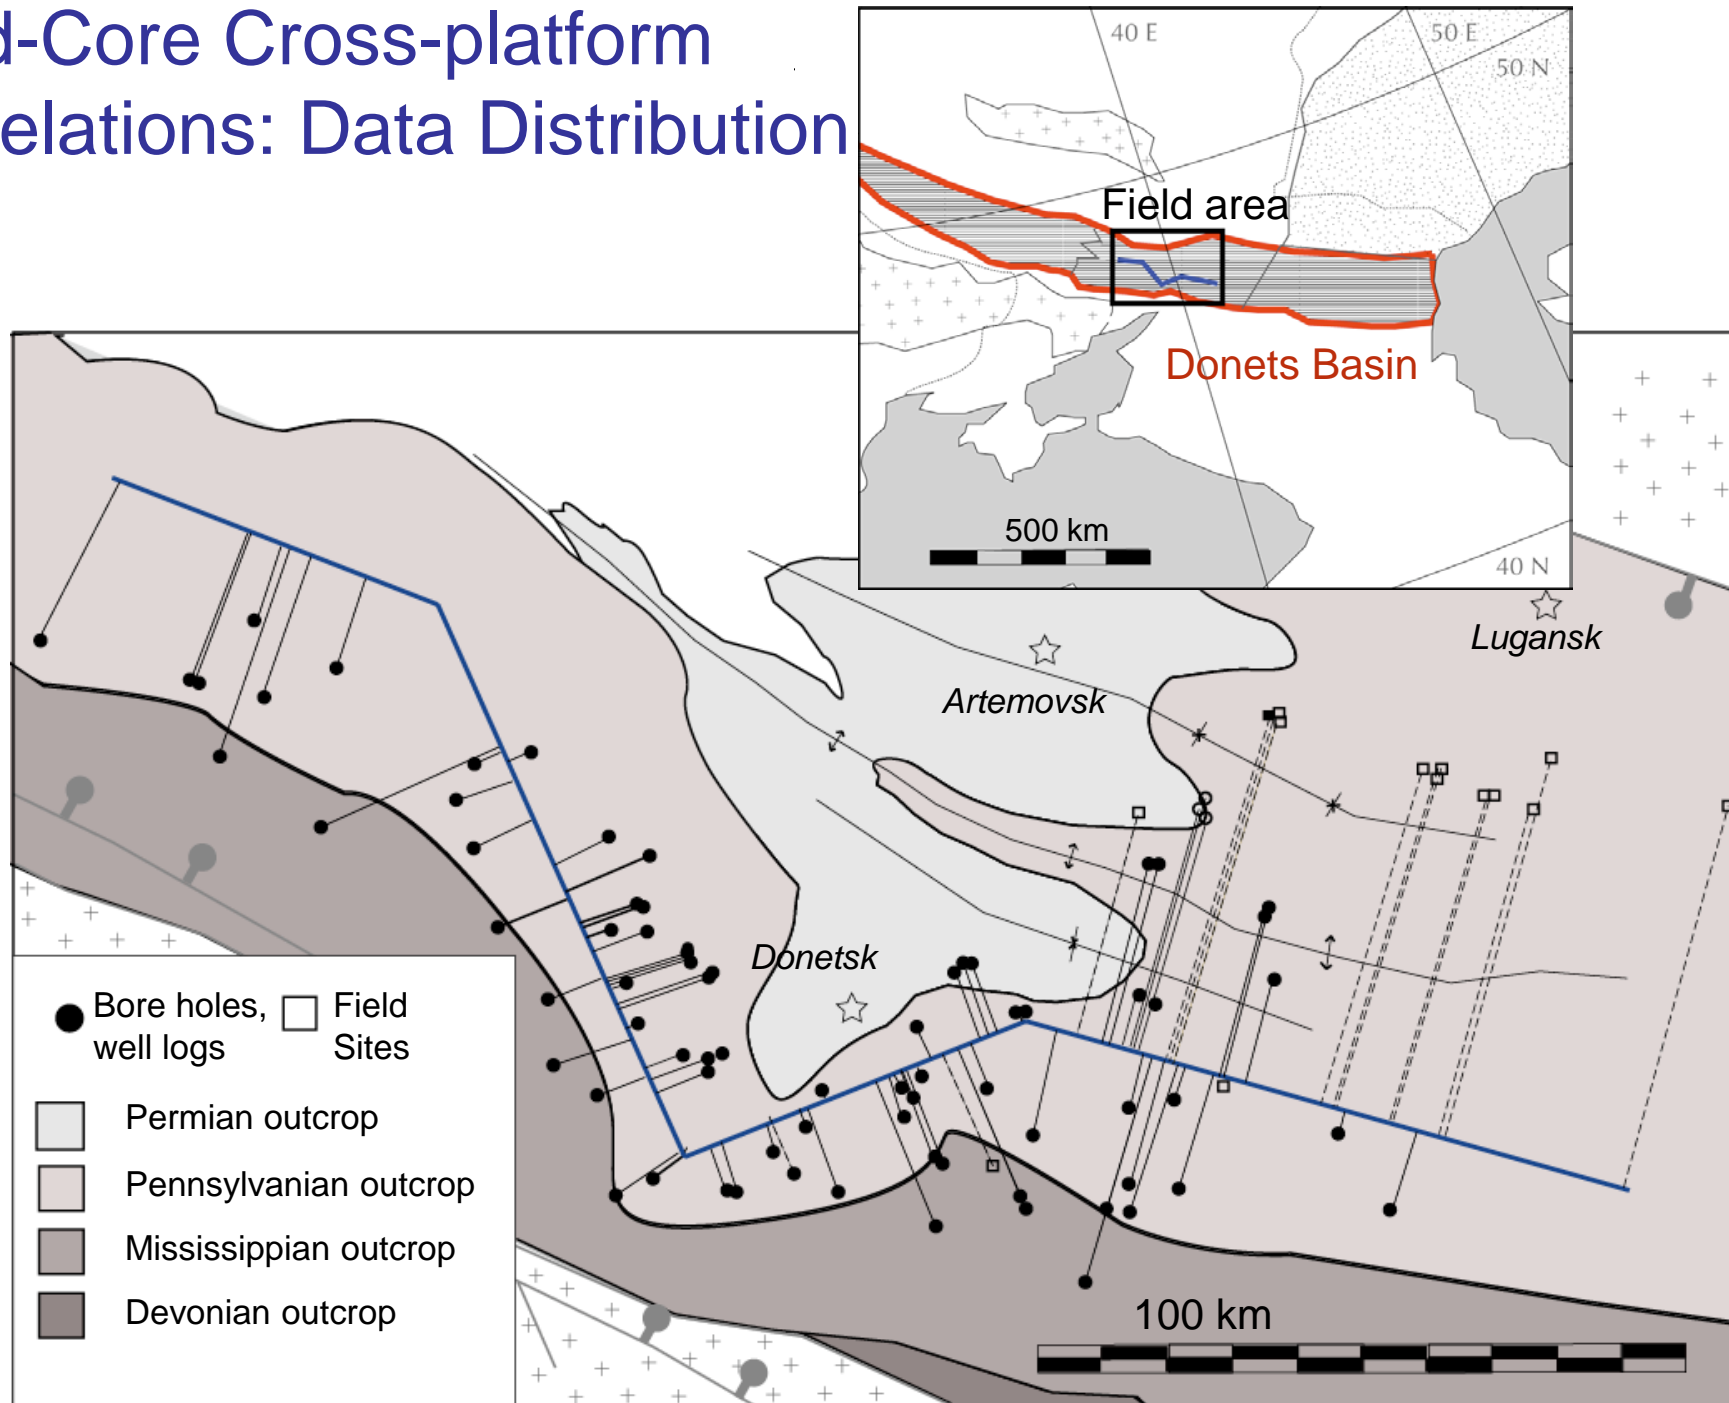 d-Core Cross-platform
elations: Data Distribution
40 E
50 E
50 N
Field area
Donets Basin
500 km
40 N
Lugansk
Artemovsk
Donetsk
Bore holes,
well logs
Field
Sites
Permian outcrop
Pennsylvanian outcrop
Mississippian outcrop
Devonian outcrop
100 km